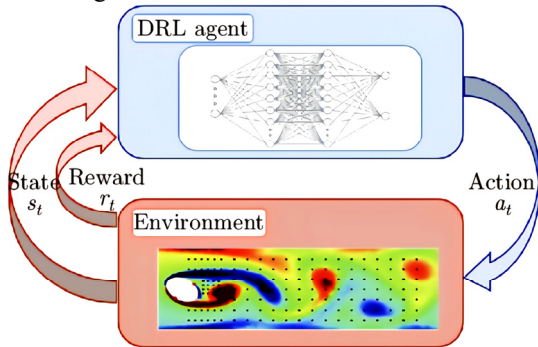 DRL agent
State
s_t
Reward
r_t
Action
a_t
Environment